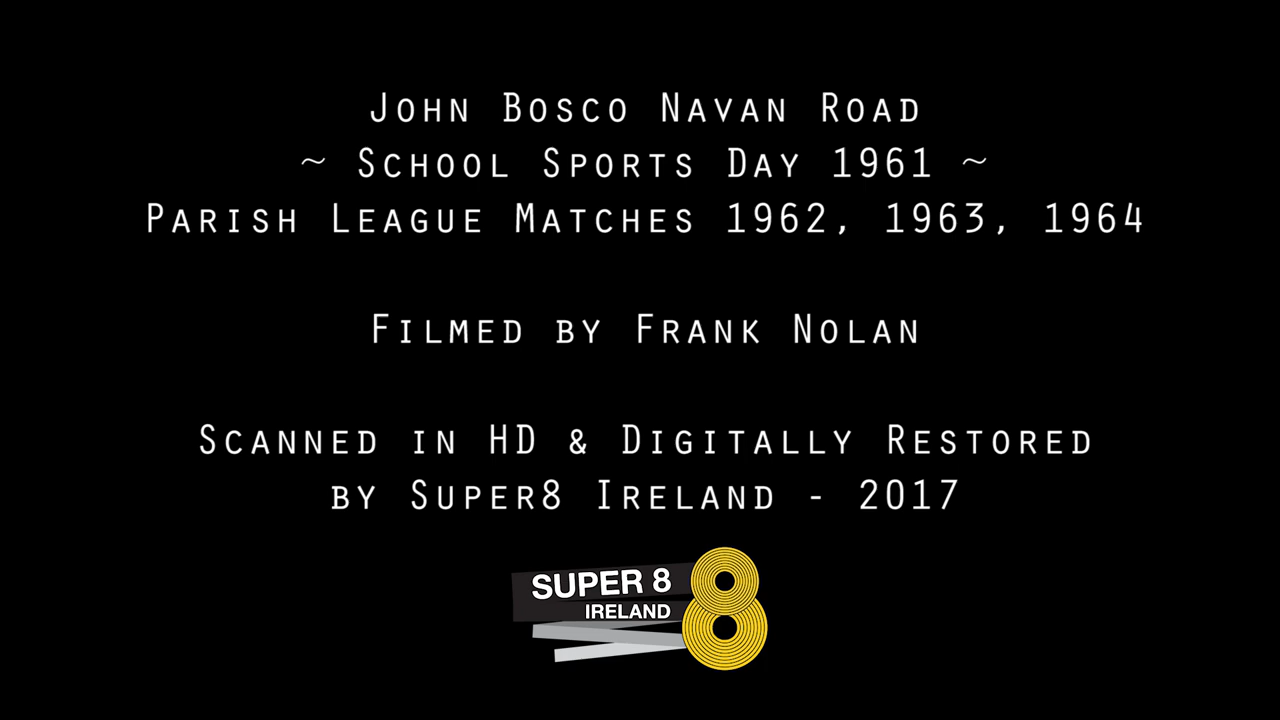 John Bosco Navan Road
~ School Sports Day 1961 ~
Parish League Matches 1962, 1963, 1964
Filmed by Frank Nolan
Scanned in HD & Digitally Restored
by Super8 Ireland - 2017
SUPER 8
IRELAND
8